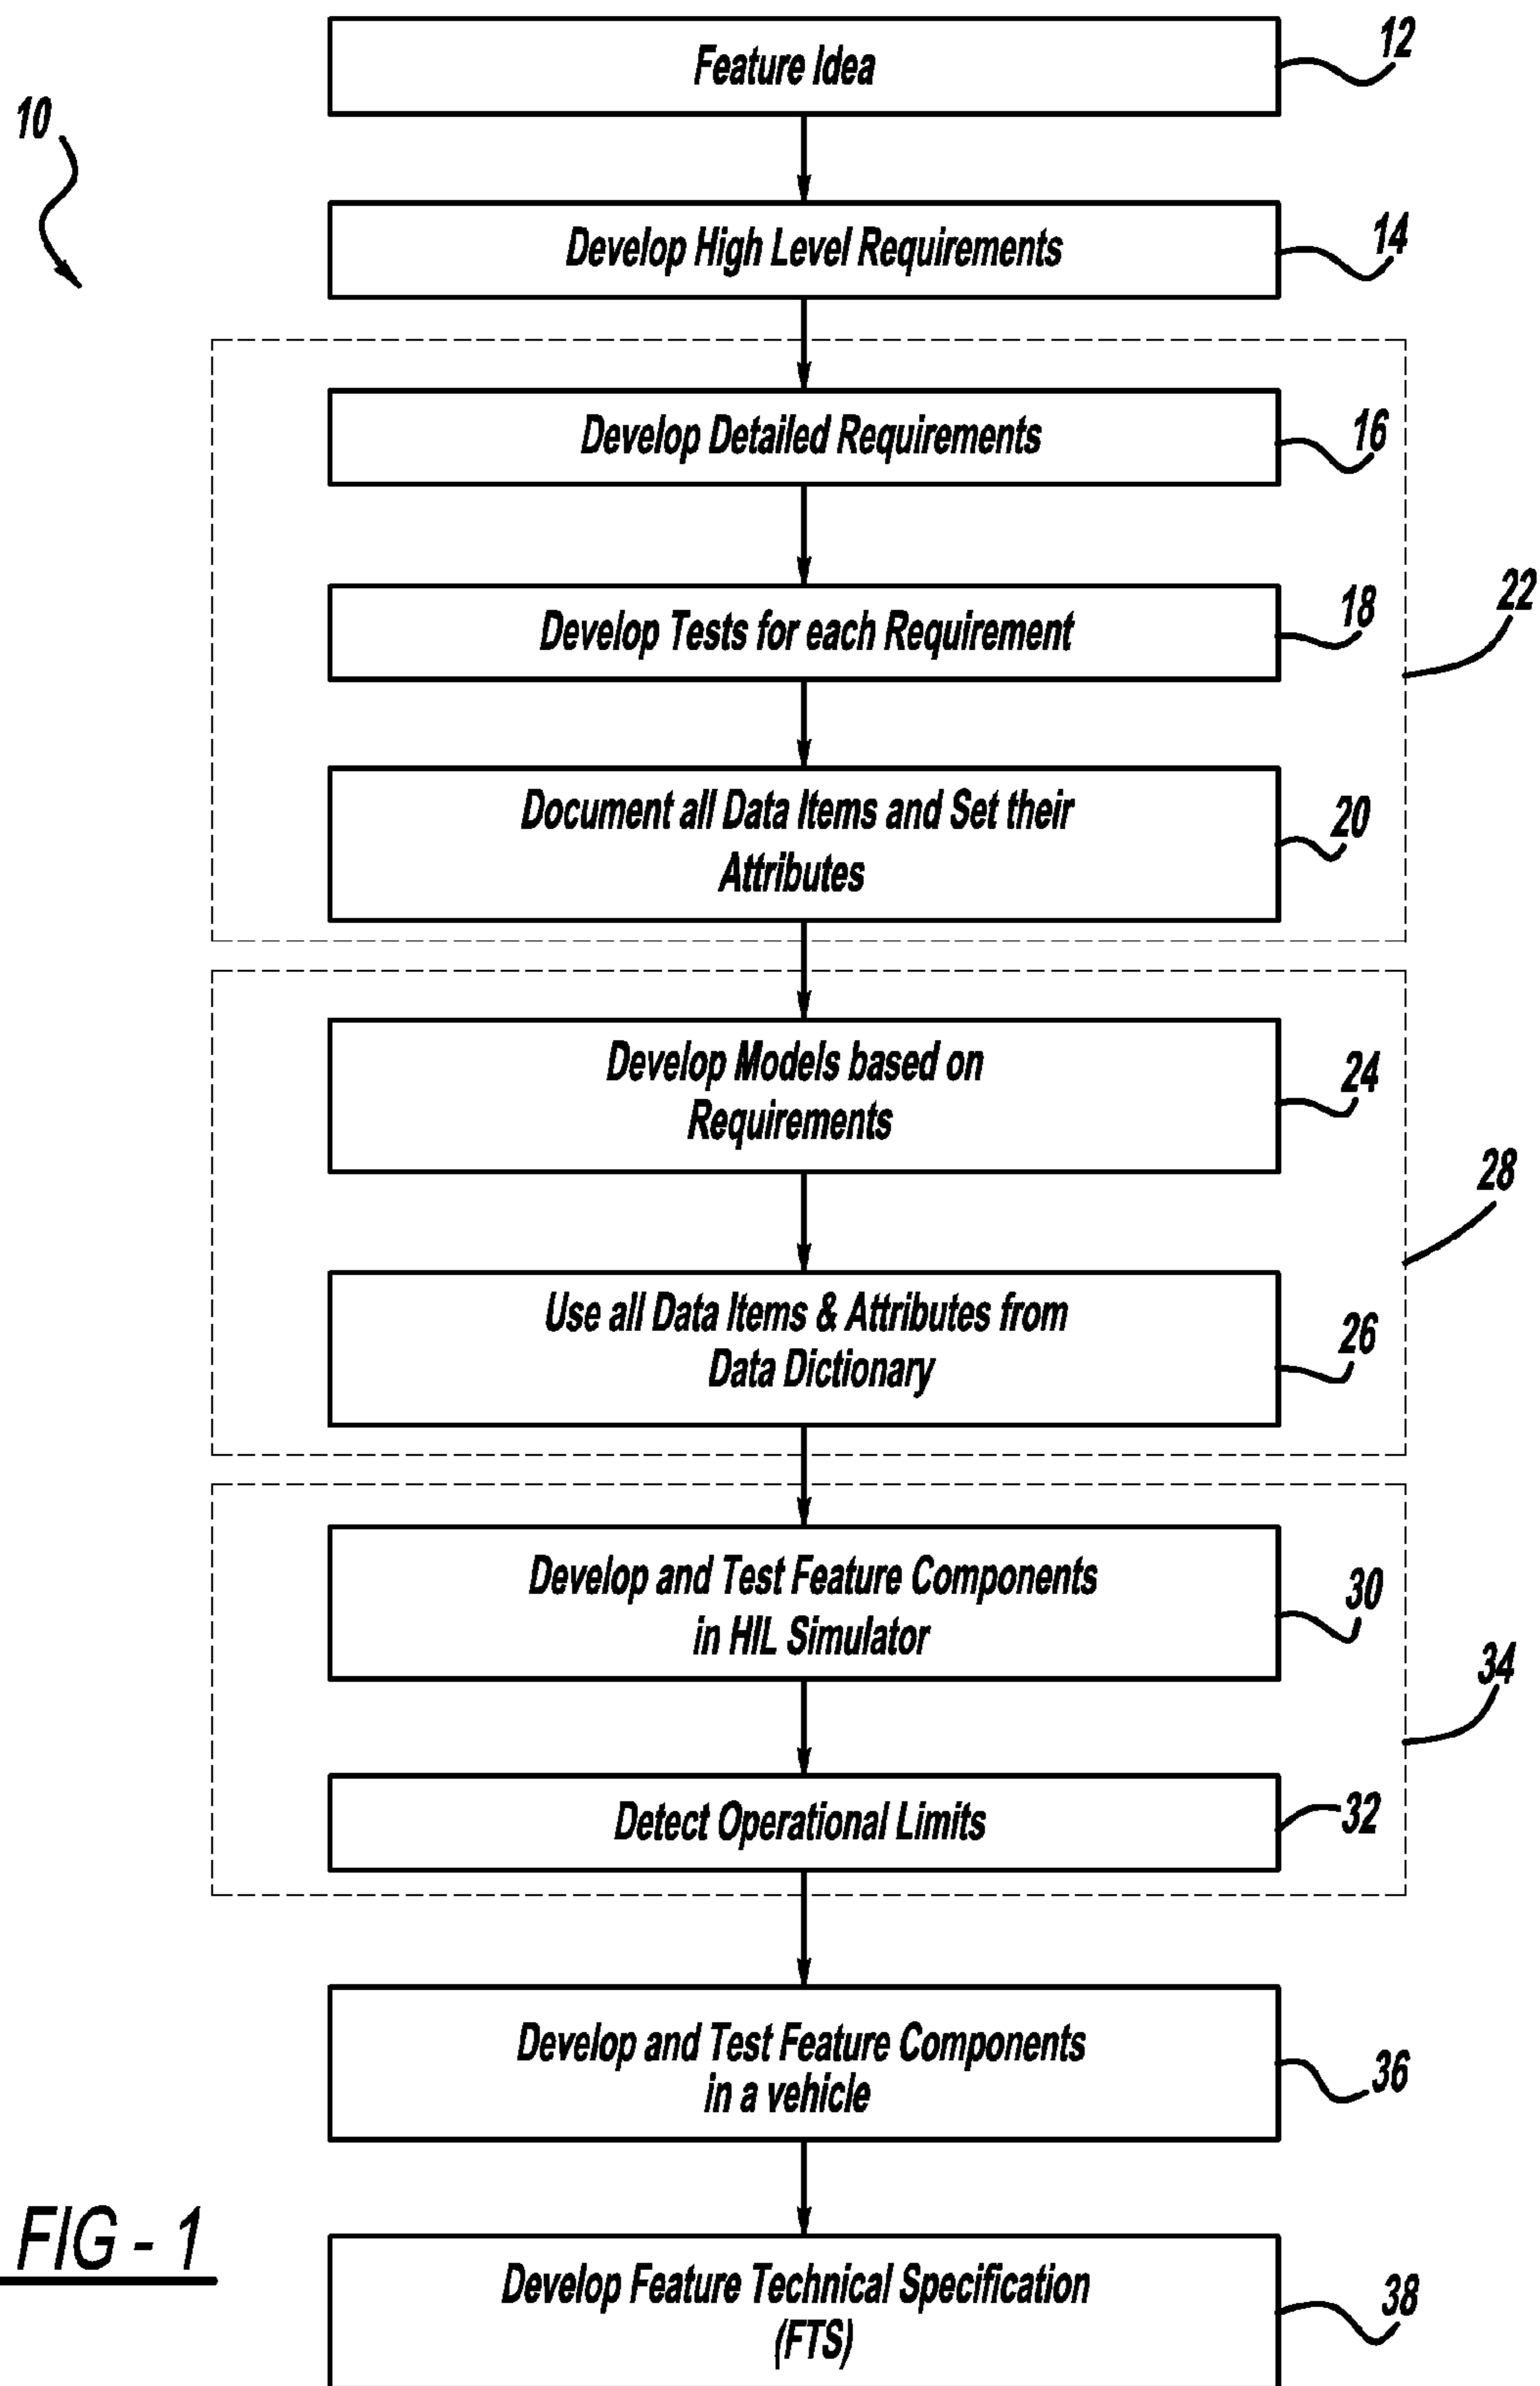 Feature Idea
12
10
Develop High Level Requirements
14
Develop Detailed Requirements
16
Develop Tests for each Requirement
18
22
Document all Data Items and Set their
Attributes
20
Develop Models based on
Requirements
24
28
Use all Data Items & Attributes from
Data Dictionary
26
Develop and Test Feature Components
in HIL Simulator
30
34
Detect Operational Limits
32
Develop and Test Feature Components
in a vehicle
36
FIG - 1
Develop Feature Technical Specification
(FTS)
38